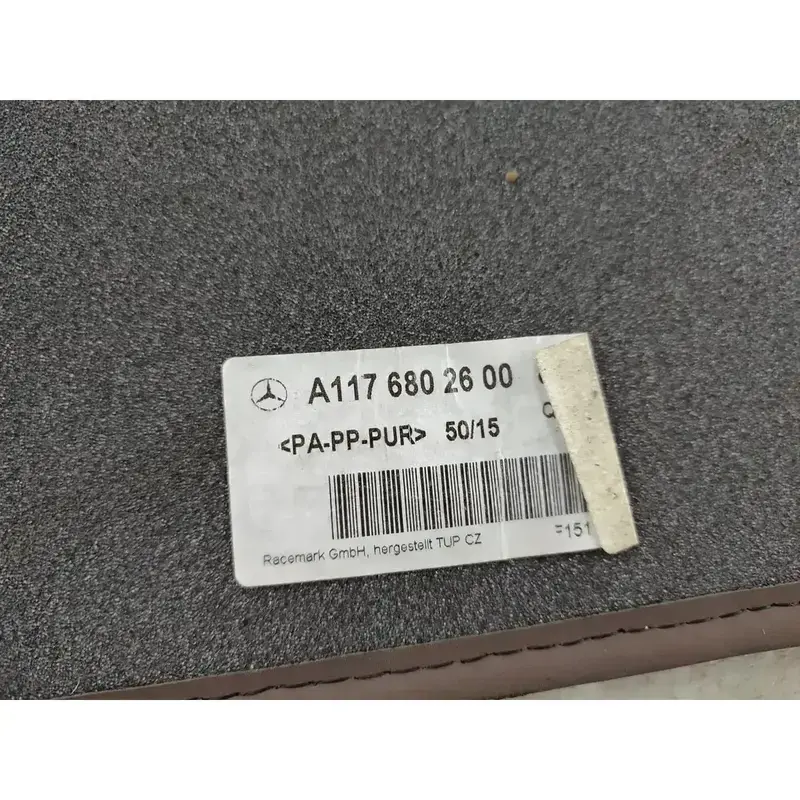 A117 680 26 00
<PA-PP-PUR> 50/15
Racemark GmbH, hergestellt TUP CZ